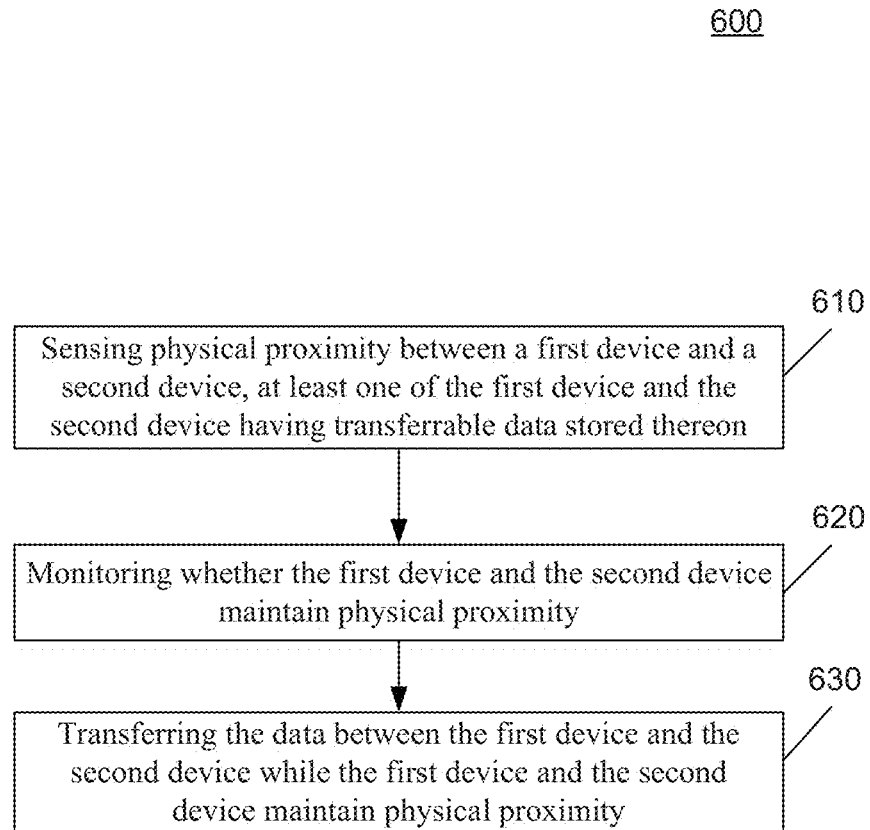 600
610
Sensing physical proximity between a first device and a
second device, at least one of the first device and the
second device having transferrable data stored thereon
620
Monitoring whether the first device and the second device
maintain physical proximity
630
Transferring the data between the first device and the
second device while the first device and the second
device maintain physical proximity